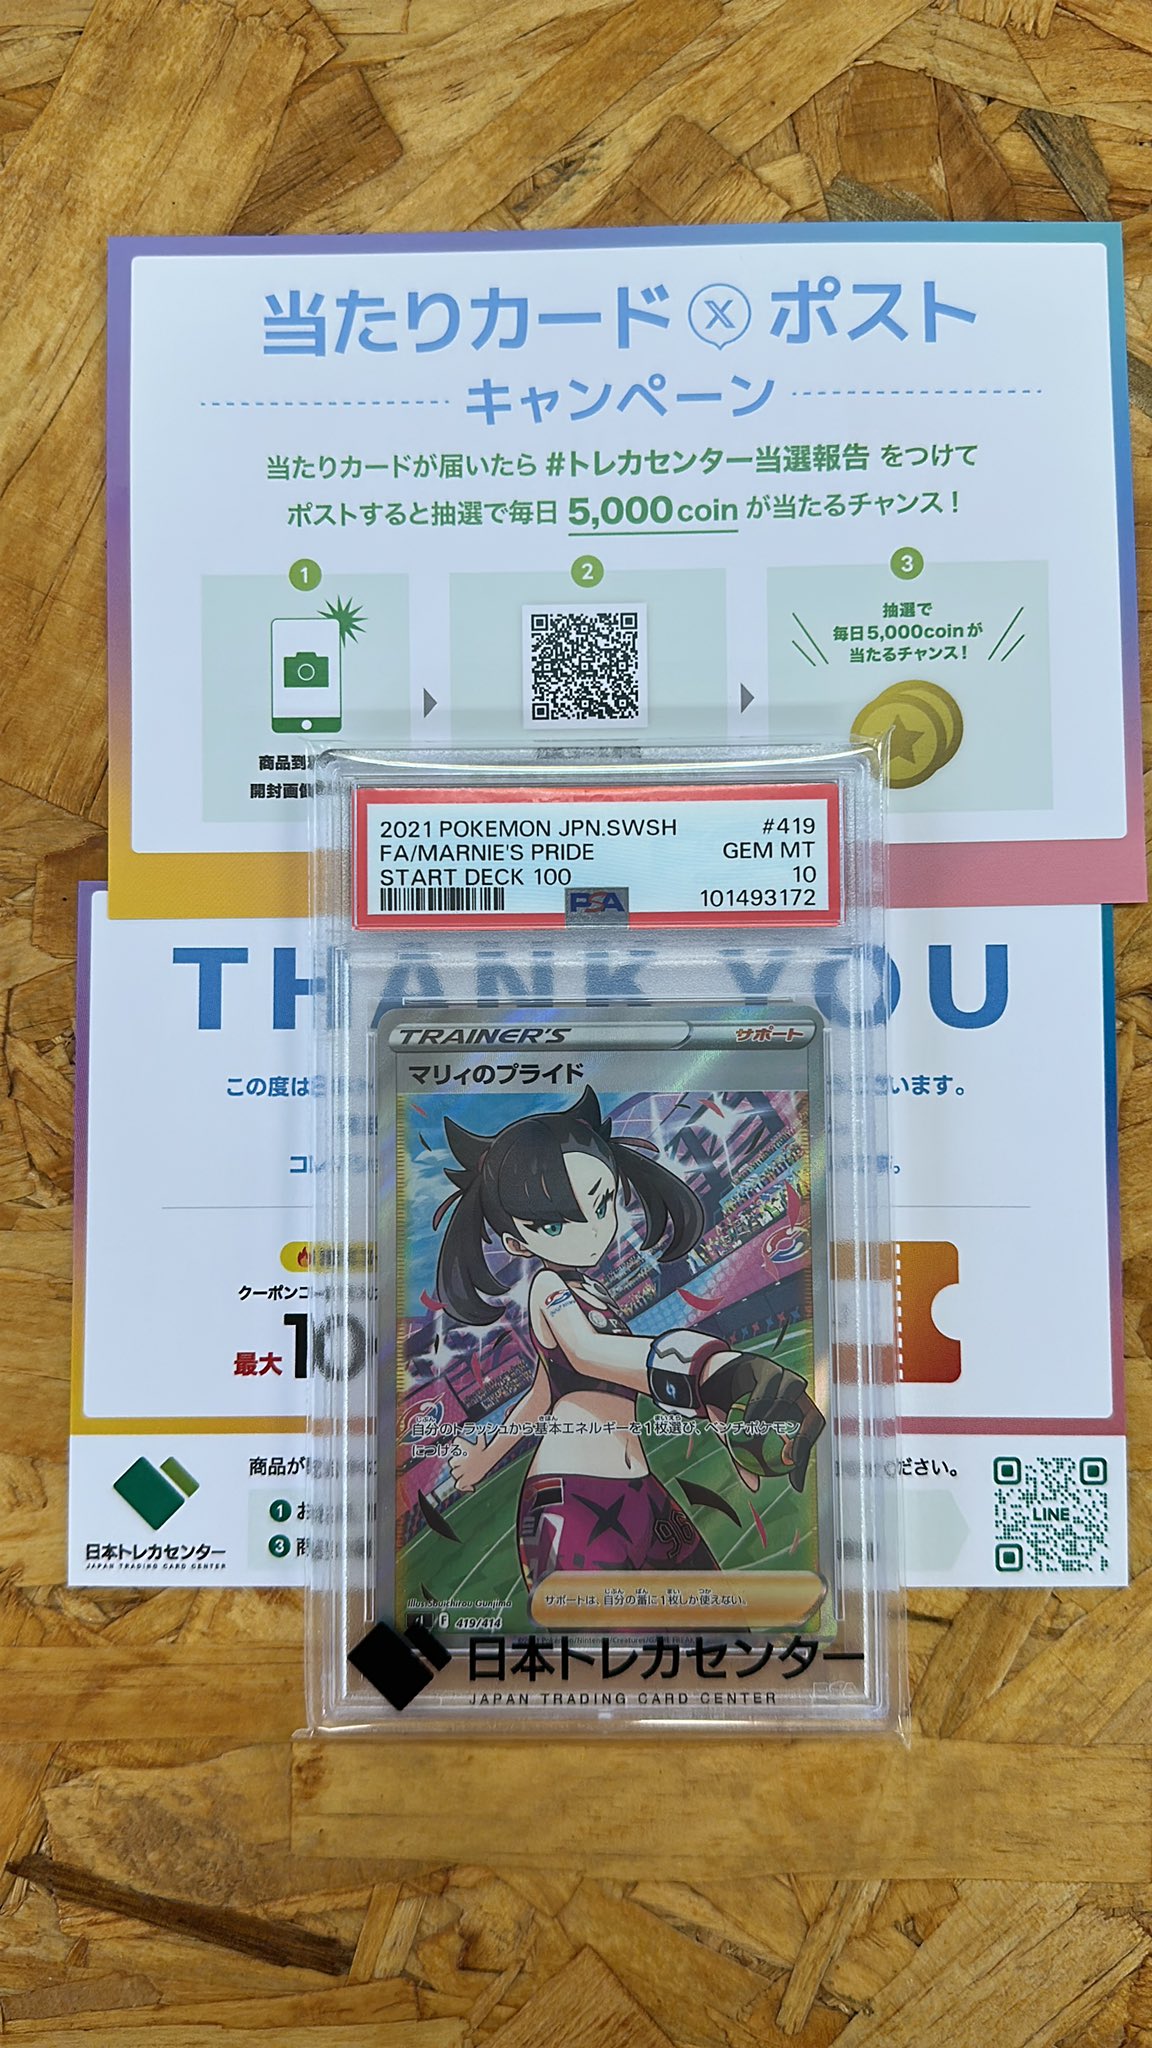 当たりカード X ポスト
キャンペーン
当たりカードが届いたら #トレカセンター当選報告 をつけて
ポストすると抽選で毎日 5,000coin が当たるチャンス！
1
2
3
抽選で
毎日5,000coinが
当たるチャンス！
商品到
開封画像
2021 POKEMON JPN.SWSH #419
FA/MARNIE'S PRIDE GEM MT
START DECK 100 10
PSA 101493172
THANK YOU
この度は
います。
クーポンコ
最大 10
TRAINER'S サポート
マリィのプライド
自分のトラッシュから基本エネルギーを1枚選び、ベンチポケモン
につける。
サポートは、自分の番に1枚しか使えない。
Illus. Souichirou Gunjima
F 419/414
商品が
ださい。
1 お
3 商
LINE
日本トレカセンター
JAPAN TRADING CARD CENTER
日本トレカセンター
JAPAN TRADING CARD CENTER